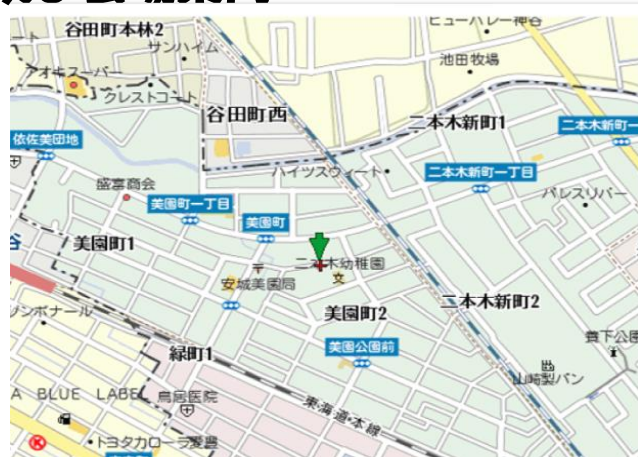 谷田町本林2
サンハイム
ヒューバレー神谷
アオキスーパー
クレストコート
池田牧場
谷田町西
二本木新町1
依佐美団地
ハイツスウィート
二本木新町一丁目
盛富商会
美園町一丁目
パレスリバー
美園町
美園町1
二本木幼稚園
安城美園局
美園町2
二本木新町2
緑町1
美園公園前
山崎製パン
東海道本線
A BLUE LABEL
鳥居医院
トヨタカローラ愛豊